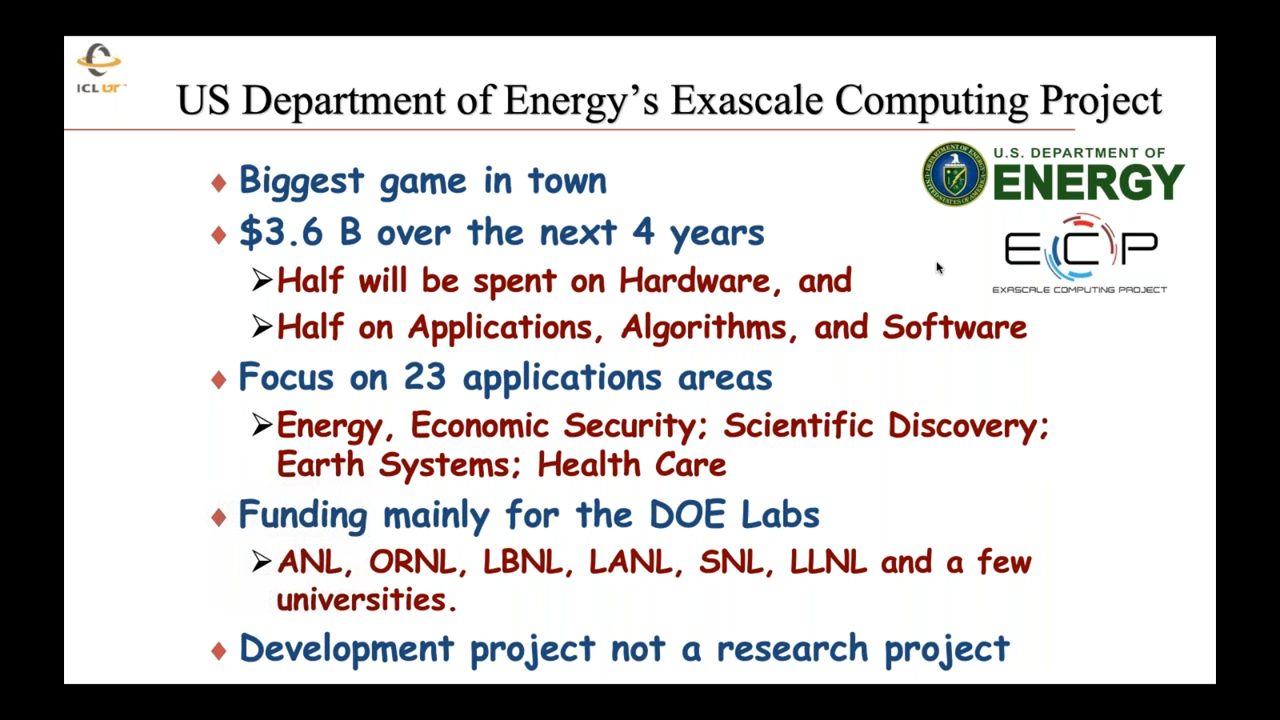 ICL UT
US Department of Energy's Exascale Computing Project
♦ Biggest game in town
♦ $3.6 B over the next 4 years
➢Half will be spent on Hardware, and
➢Half on Applications, Algorithms, and Software
♦ Focus on 23 applications areas
➢Energy, Economic Security; Scientific Discovery;
Earth Systems; Health Care
♦ Funding mainly for the DOE Labs
➢ANL, ORNL, LBNL, LANL, SNL, LLNL and a few
universities.
♦ Development project not a research project
U.S. DEPARTMENT OF
ENERGY
ECP
EXASCALE COMPUTING PROJECT